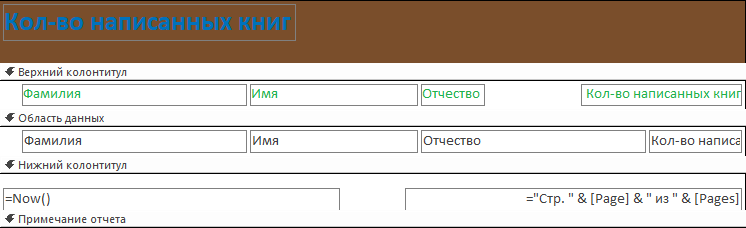 Кол-во написанных книг
Верхний колонтитул
Фамилия Имя Отчество Кол-во написанных книг
Область данных
Фамилия Имя Отчество Кол-во написа
Нижний колонтитул
=Now() ="Стр. " & [Page] & " из " & [Pages]
Примечание отчета